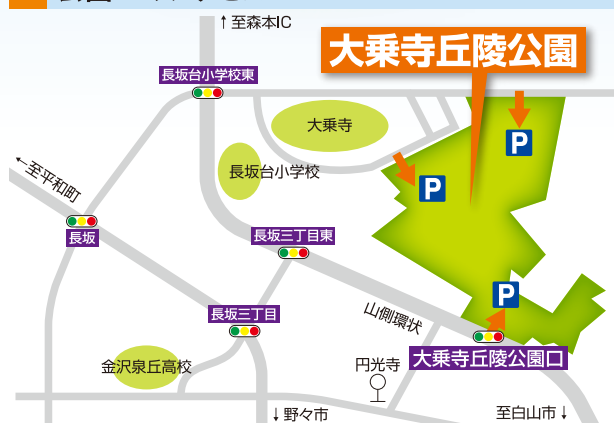 ↑至森本IC
大乗寺丘陵公園
長坂台小学校東
P
大乗寺
長坂台小学校
P
←至平和町
長坂
長坂三丁目東
P
長坂三丁目
山側環状
大乗寺丘陵公園口
金沢泉丘高校
円光寺
↓野々市
至白山市↓